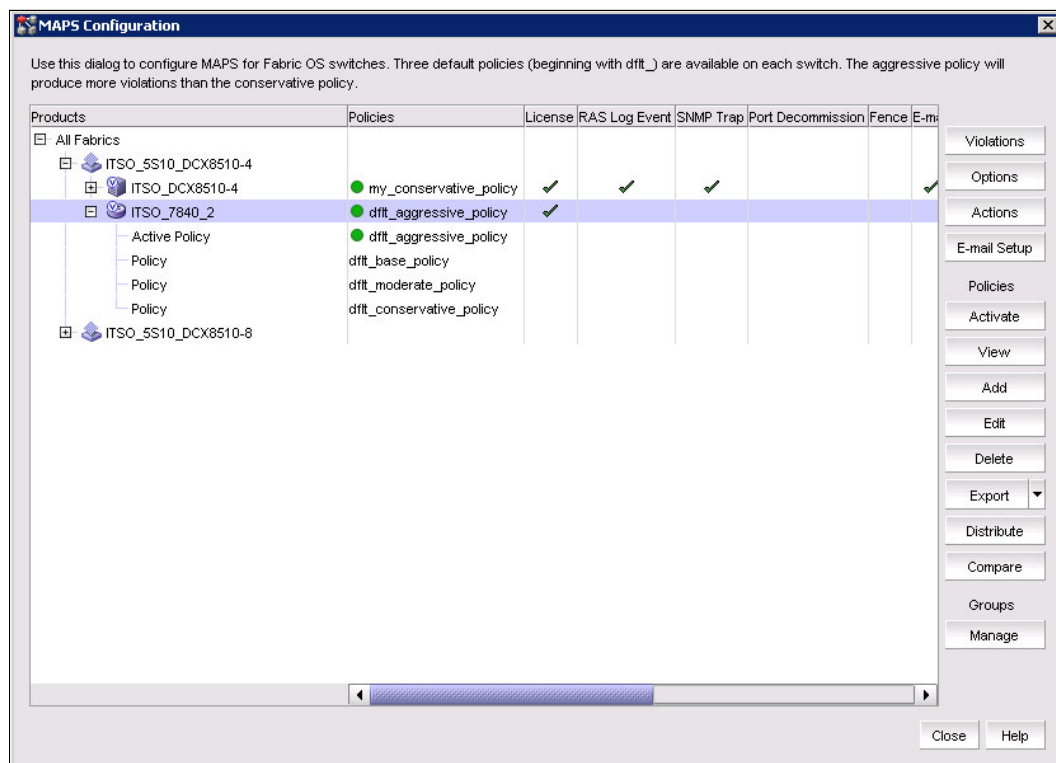 MAPS Configuration
Use this dialog to configure MAPS for Fabric OS switches. Three default policies (beginning with dflt_) are available on each switch. The aggressive policy will
produce more violations than the conservative policy.
Products Policies License RAS Log Event SNMP Trap Port Decommission Fence E-ma
All Fabrics
ITSO_5S10_DCX8510-4
ITSO_DCX8510-4 my_conservative_policy
ITSO_7840_2 dflt_aggressive_policy
Active Policy dflt_aggressive_policy
Policy dflt_base_policy
Policy dflt_moderate_policy
Policy dflt_conservative_policy
ITSO_5S10_DCX8510-8
Violations
Options
Actions
E-mail Setup
Policies
Activate
View
Add
Edit
Delete
Export
Distribute
Compare
Groups
Manage
Close Help